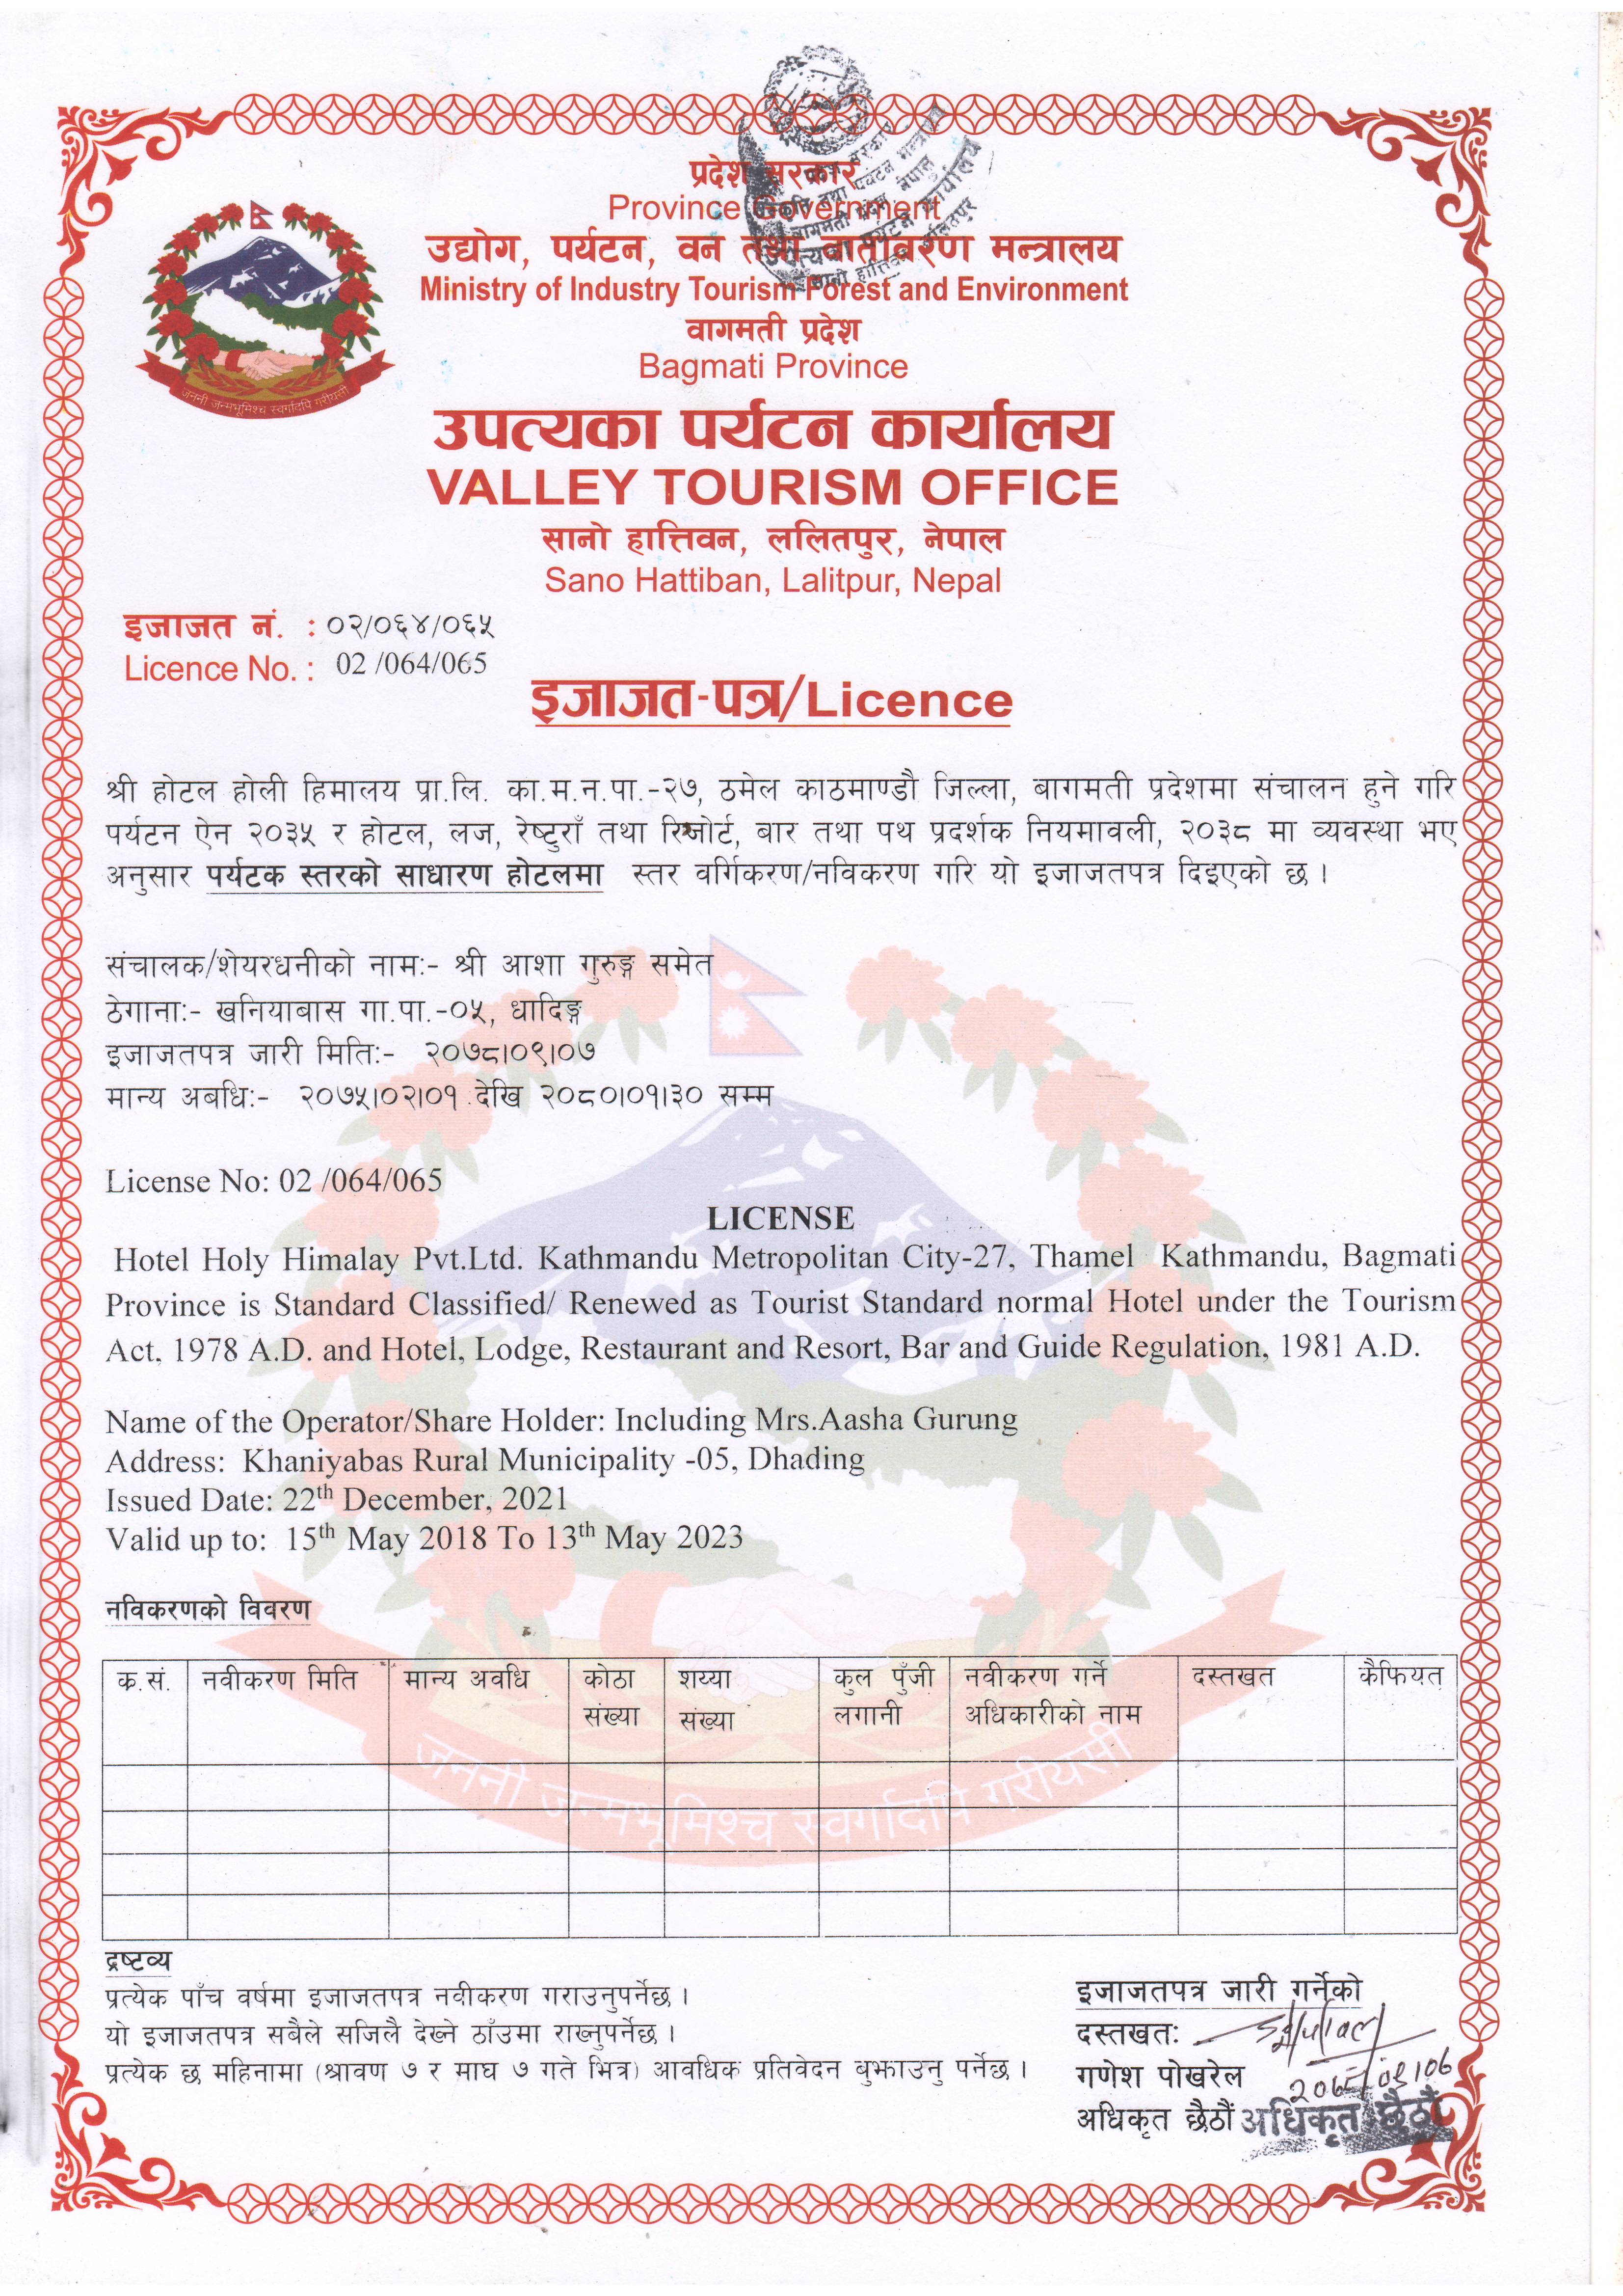 प्रदेश सरकार
Province Government
उद्योग, पर्यटन, वन तथा वातावरण मन्त्रालय
Ministry of Industry Tourism Forest and Environment
वागमती प्रदेश
Bagmati Province
उपत्यका पर्यटन कार्यालय
VALLEY TOURISM OFFICE
सानो हात्तिवन, ललितपुर, नेपाल
Sano Hattiban, Lalitpur, Nepal
जननी जन्मभूमिश्च स्वर्गादपि गरीयसी
इजाजत नं. : ०२/०६४/०६५
Licence No. : 02 /064/065
इजाजत-पत्र/Licence
श्री होटल होली हिमालय प्रा.लि. का.म.न.पा.-२७, ठमेल काठमाण्डौ जिल्ला, बागमती प्रदेशमा संचालन हुने गरि
पर्यटन ऐन २०३५ र होटल, लज, रेष्टुराँ तथा रिजोर्ट, बार तथा पथ प्रदर्शक नियमावली, २०३८ मा व्यवस्था भए
अनुसार पर्यटक स्तरको साधारण होटलमा स्तर वर्गिकरण/नविकरण गरि यो इजाजतपत्र दिइएको छ ।
संचालक/शेयरधनीको नामः- श्री आशा गुरुङ्ग समेत
ठेगानाः- खनियाबास गा.पा.-०५, धादिङ्ग
इजाजतपत्र जारी मितिः- २०७८।०९।०७
मान्य अबधिः- २०७५।०२।०१ देखि २०८०।०१।३० सम्म
License No: 02 /064/065
LICENSE
Hotel Holy Himalay Pvt.Ltd. Kathmandu Metropolitan City-27, Thamel Kathmandu, Bagmati
Province is Standard Classified/ Renewed as Tourist Standard normal Hotel under the Tourism
Act, 1978 A.D. and Hotel, Lodge, Restaurant and Resort, Bar and Guide Regulation, 1981 A.D.
Name of the Operator/Share Holder: Including Mrs.Aasha Gurung
Address: Khaniyabas Rural Municipality -05, Dhading
Issued Date: 22th December, 2021
Valid up to: 15th May 2018 To 13th May 2023
नविकरणको विवरण
क.सं. नवीकरण मिति मान्य अवधि कोठा संख्या शय्या संख्या कुल पुँजी लगानी नवीकरण गर्ने अधिकारीको नाम दस्तखत कैफियत
जननी जन्मभूमिश्च स्वर्गादपि गरीयसी
द्रष्टव्य
प्रत्येक पाँच वर्षमा इजाजतपत्र नवीकरण गराउनुपर्नेछ ।
यो इजाजतपत्र सबैले सजिलै देख्ने ठाँउमा राख्नुपर्नेछ ।
प्रत्येक छ महिनामा (श्रावण ७ र माघ ७ गते भित्र) आवधिक प्रतिवेदन बुझाउनु पर्नेछ ।
इजाजतपत्र जारी गर्नेको
दस्तखतः
गणेश पोखरेल
अधिकृत छैठौं अधिकृत छैठौं